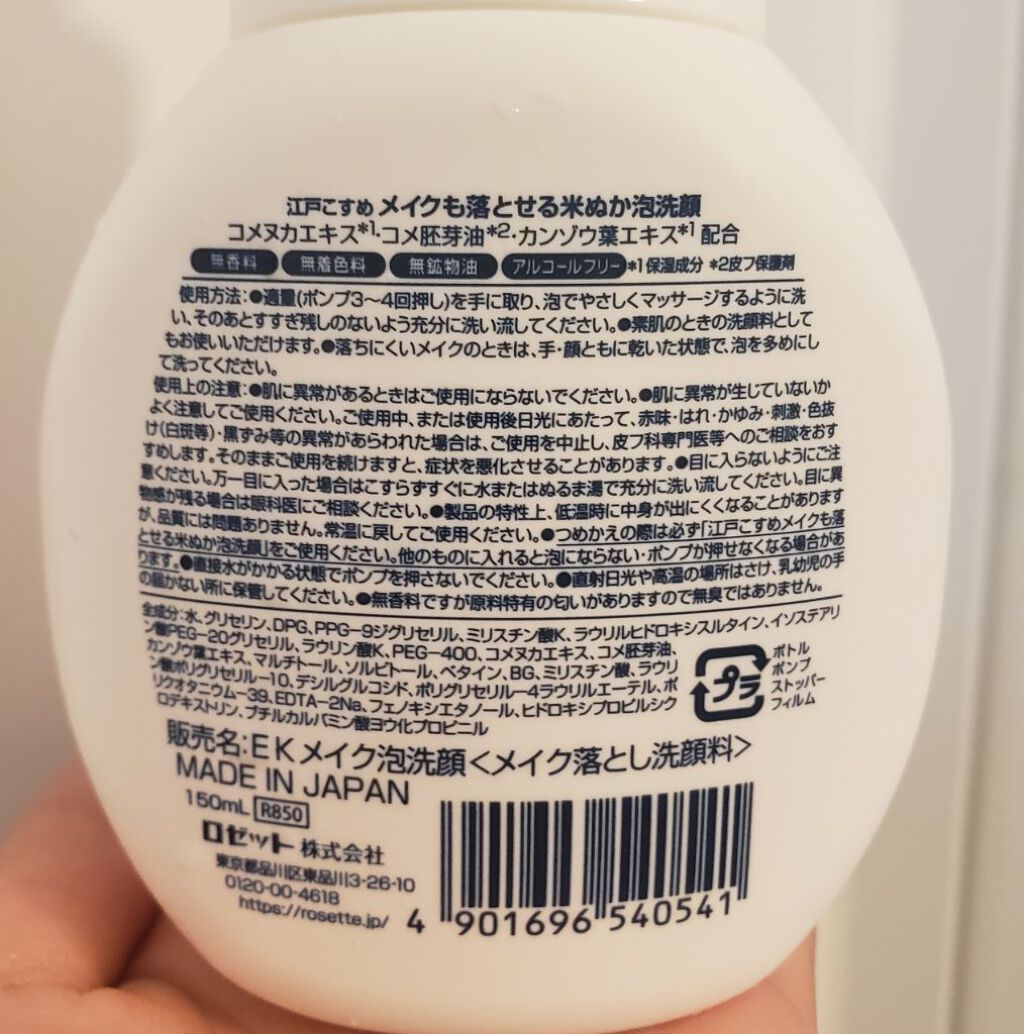 江戸こすめ メイクも落とせる米ぬか泡洗顔
コメヌカエキス*1・コメ胚芽油*2・カンゾウ葉エキス*1 配合
無香料 無着色料 無鉱物油 アルコールフリー *1保湿成分 *2皮フ保護剤
使用方法:●適量(ポンプ3〜4回押し)を手に取り、泡でやさしくマッサージするように洗
い、そのあとすすぎ残しのないよう充分に洗い流してください。●素肌のときの洗顔料として
もお使いいただけます。●落ちにくいメイクのときは、手・顔ともに乾いた状態で、泡を多めにし
て洗ってください。
使用上の注意:●肌に異常があるときはご使用にならないでください。●肌に異常が生じていないか
よく注意してご使用ください。ご使用中、または使用後日光にあたって、赤味・はれ・かゆみ・刺激・色抜
け(白斑等)・黒ずみ等の異常があらわれた場合は、ご使用を中止し、皮フ科専門医等へのご相談をおす
すめします。そのままご使用を続けますと、症状を悪化させることがあります。●目に入らないようにご注
意ください。万一目に入った場合はこすらずすぐに水またはぬるま湯で充分に洗い流してください。目に異
物感が残る場合は眼科医にご相談ください。●製品の特性上、低温時に中身が出にくくなることがあります
が、品質には問題ありません。常温に戻してご使用ください。●つめかえの際は必ず「江戸こすめメイクも落
とせる米ぬか泡洗顔」をご使用ください。他のものに入れると泡にならない・ポンプが押せなくなる場合があ
ります。●直接水がかかる状態でポンプを押さないでください。●直射日光や高温の場所はさけ、乳幼児の手
の届かない所に保管してください。●無香料ですが原料特有の匂いがありますので無臭ではありません。
全成分:水、グリセリン、DPG、PPG-9ジグリセリル、ミリスチン酸K、ラウリルヒドロキシスルタイン、イソステアリ
ン酸PEG-20グリセリル、ラウリン酸K、PEG-400、コメヌカエキス、コメ胚芽油、
カンゾウ葉エキス、マルチトール、ソルビトール、ベタイン、BG、ミリスチン酸、ラウリ
ン酸ポリグリセリル-10、デシルグルコシド、ポリグリセリル-4ラウリルエーテル、ポ
リクオタニウム-39、EDTA-2Na、フェノキシエタノール、ヒドロキシプロピルシク
ロデキストリン、ブチルカルバミン酸ヨウ化プロピニル
プラ
ボトル
ポンプ
ストッパー
フィルム
販売名:EKメイク泡洗顔<メイク落とし洗顔料>
MADE IN JAPAN
150mL R850
ロゼット 株式会社
東京都品川区東品川3-26-10
0120-00-4618
https://rosette.jp/
4 901696 540541